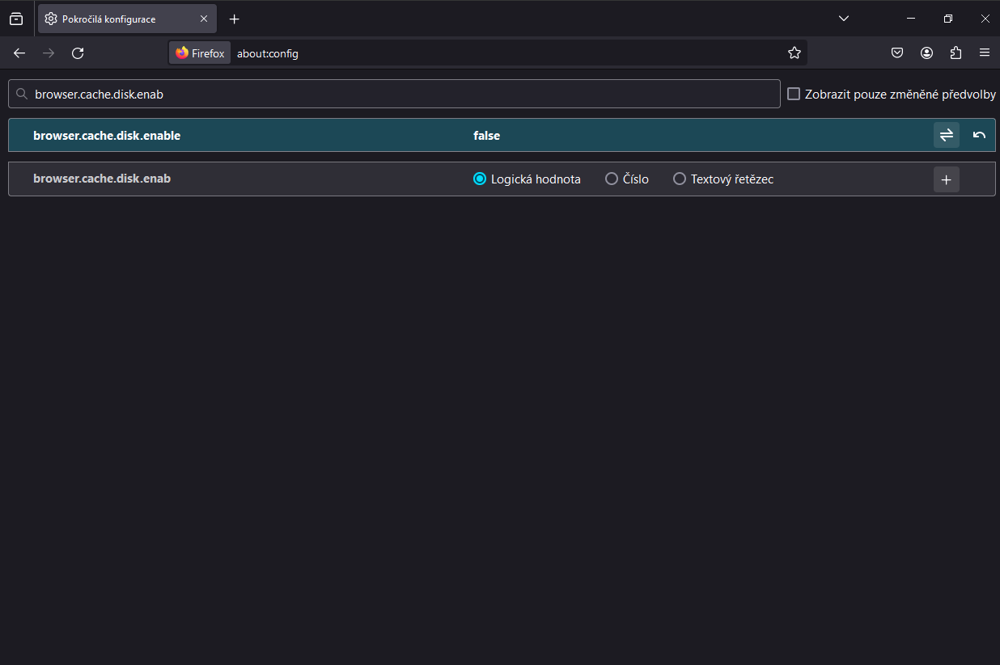 Pokročilá konfigurace
Firefox about:config
browser.cache.disk.enab Zobrazit pouze změněné předvolby
browser.cache.disk.enable false
browser.cache.disk.enab Logická hodnota Číslo Textový řetězec